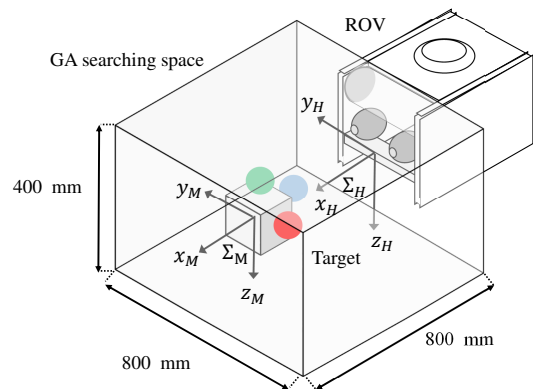 ROV
GA searching space
y_H
400 mm
y_M
Σ_H
x_H
x_M
Σ_M
Target
z_H
z_M
800 mm
800 mm